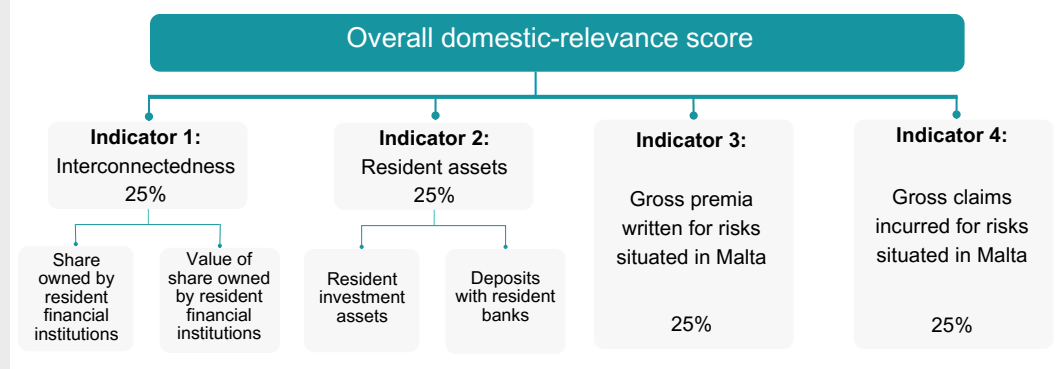 Overall domestic-relevance score
Indicator 1:
Interconnectedness
25%
Share
owned by
resident
financial
institutions
Value of
share owned
by resident
financial
institutions
Indicator 2:
Resident assets
25%
Resident
investment
assets
Deposits
with resident
banks
Indicator 3:
Gross premia
written for risks
situated in Malta
25%
Indicator 4:
Gross claims
incurred for risks
situated in Malta
25%